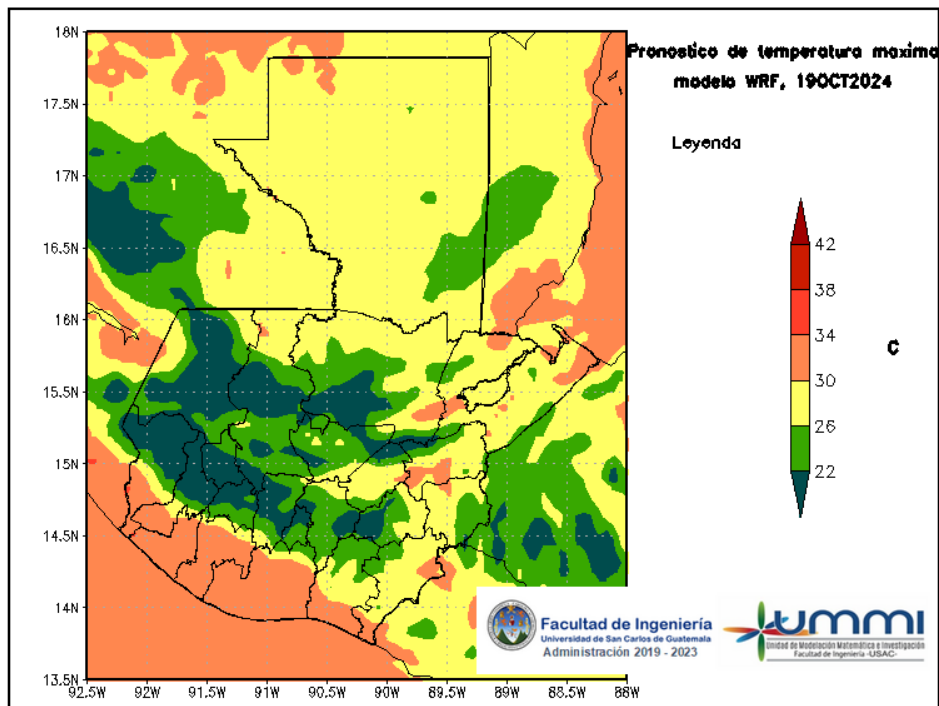 18N
17.5N
17N
16.5N
16N
15.5N
15N
14.5N
14N
13.5N
92.5W
92W
91.5W
91W
90.5W
90W
89.5W
89W
88.5W
88W
Pronostico de temperatura maxima
modelo WRF, 19OCT2024
Leyenda
42
38
34
30
26
22
C
Facultad de Ingeniería
Universidad de San Carlos de Guatemala
Administración 2019 - 2023
ummi
Unidad de Modelación Matemática e Investigación
Facultad de Ingeniería -USAC-